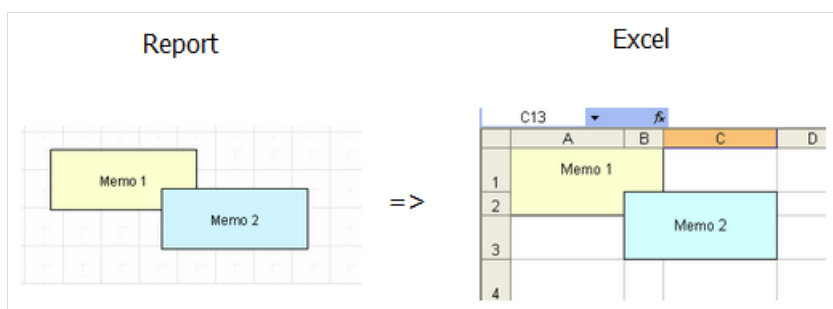 Report
Excel
Memo 1
Memo 2
=>
C13 fx
A B C D
1 Memo 1
2
3 Memo 2
4